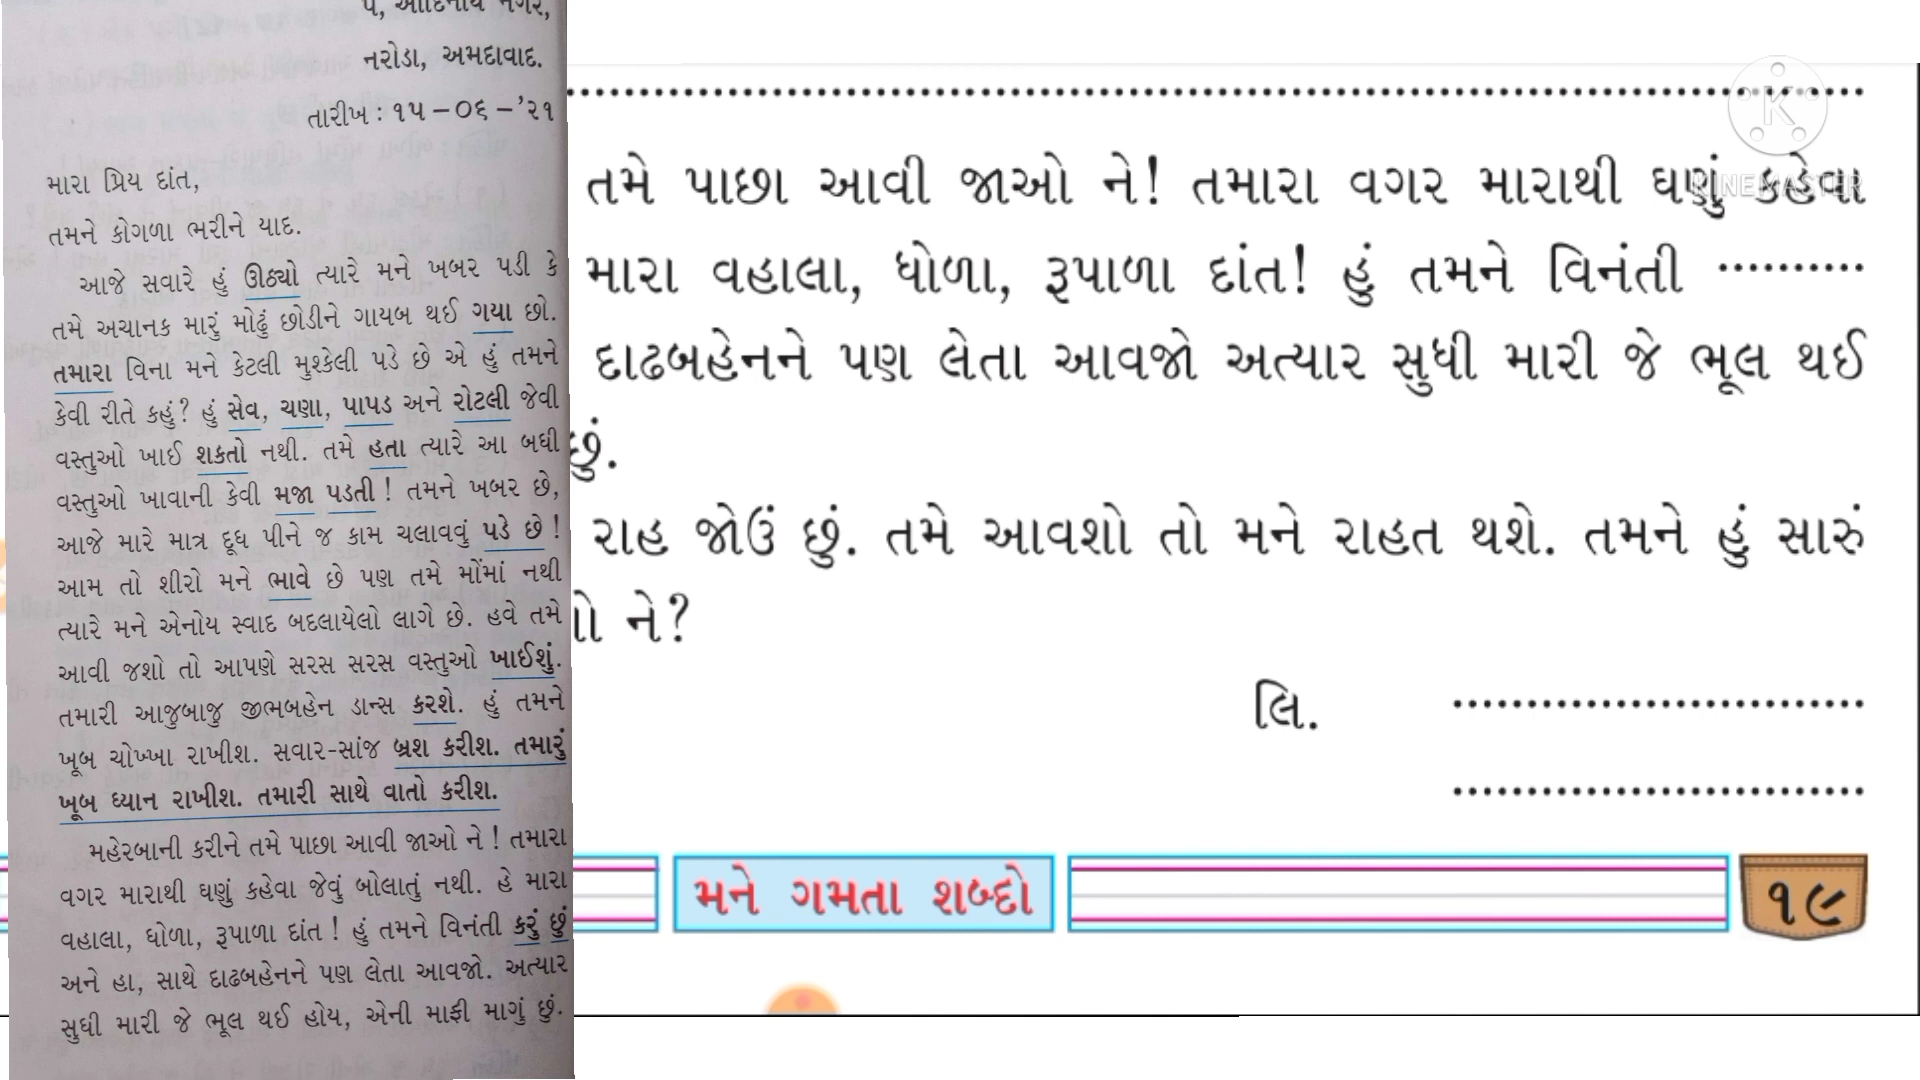 ૫, આદિનાથ નગર,
નરોડા, અમદાવાદ.
તારીખ : ૧૫ – ૦૬ – ’૨૧
મારા પ્રિય દાંત,
તમને કોગળા ભરીને યાદ.
આજે સવારે હું ઊઠ્યો ત્યારે મને ખબર પડી કે
તમે અચાનક મારું મોઢું છોડીને ગાયબ થઈ ગયા છો.
તમારા વિના મને કેટલી મુશ્કેલી પડે છે એ હું તમને
કેવી રીતે કહું? હું સેવ, ચણા, પાપડ અને રોટલી જેવી
વસ્તુઓ ખાઈ શકતો નથી. તમે હતા ત્યારે આ બધી
વસ્તુઓ ખાવાની કેવી મજા પડતી ! તમને ખબર છે,
આજે મારે માત્ર દૂધ પીને જ કામ ચલાવવું પડે છે !
આમ તો શીરો મને ભાવે છે પણ તમે મોંમાં નથી
ત્યારે મને એનોય સ્વાદ બદલાયેલો લાગે છે. હવે તમે
આવી જશો તો આપણે સરસ સરસ વસ્તુઓ ખાઈશું.
તમારી આજુબાજુ જીભબહેન ડાન્સ કરશે. હું તમને
ખૂબ ચોખ્ખા રાખીશ. સવાર-સાંજ બ્રશ કરીશ. તમારું
ખૂબ ધ્યાન રાખીશ. તમારી સાથે વાતો કરીશ.
મહેરબાની કરીને તમે પાછા આવી જાઓ ને ! તમારા
વગર મારાથી ઘણું કહેવા જેવું બોલાતું નથી. હે મારા
વહાલા, ધોળા, રૂપાળા દાંત ! હું તમને વિનંતી કરું છું
અને હા, સાથે દાઢબહેનને પણ લેતા આવજો. અત્યાર
સુધી મારી જે ભૂલ થઈ હોય, એની માફી માગું છું.
તમે પાછા આવી જાઓ ને! તમારા વગર મારાથી ઘણું કહેવા
મારા વહાલા, ધોળા, રૂપાળા દાંત! હું તમને વિનંતી ..........
દાઢબહેનને પણ લેતા આવજો અત્યાર સુધી મારી જે ભૂલ થઈ
છું.
રાહ જોઉં છું. તમે આવશો તો મને રાહત થશે. તમને હું સારું
ને?
લિ. ............................
............................
મને ગમતા શબ્દો
૧૯
KINEMASTER